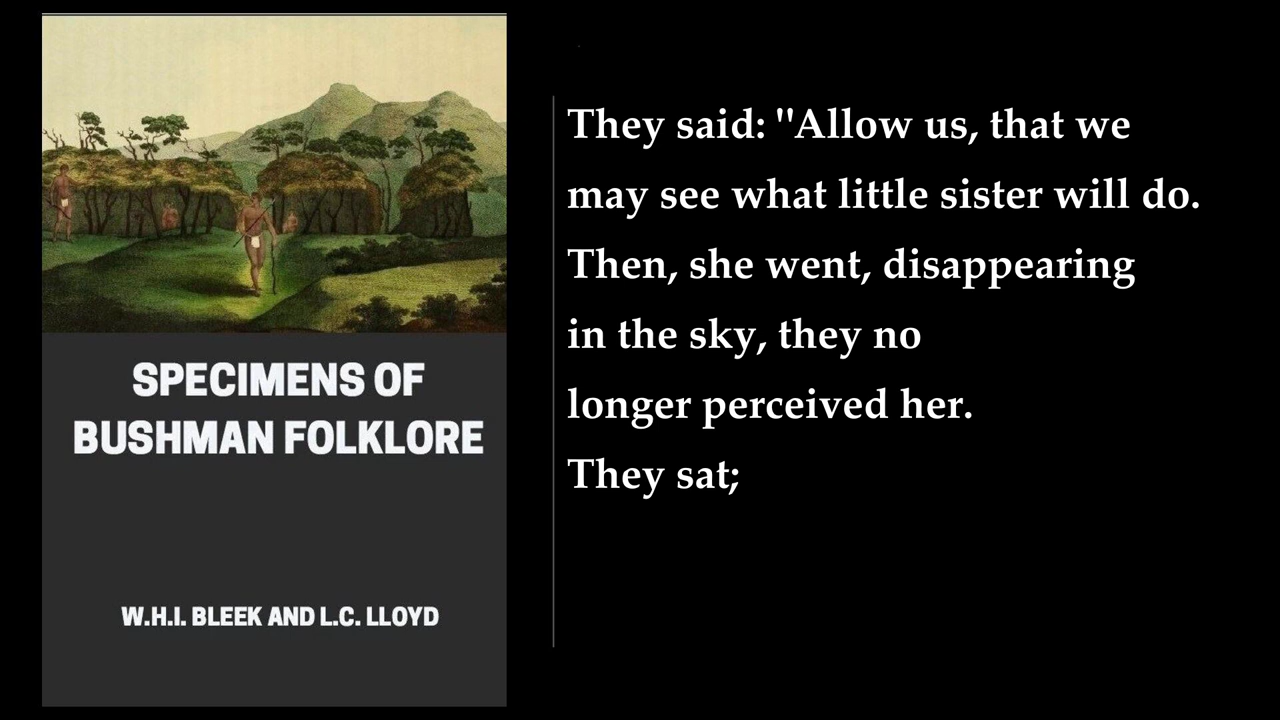 SPECIMENS OF
BUSHMAN FOLKLORE
W.H.I. BLEEK AND L.C. LLOYD
They said: "Allow us, that we
may see what little sister will do.
Then, she went, disappearing
in the sky, they no
longer perceived her.
They sat;